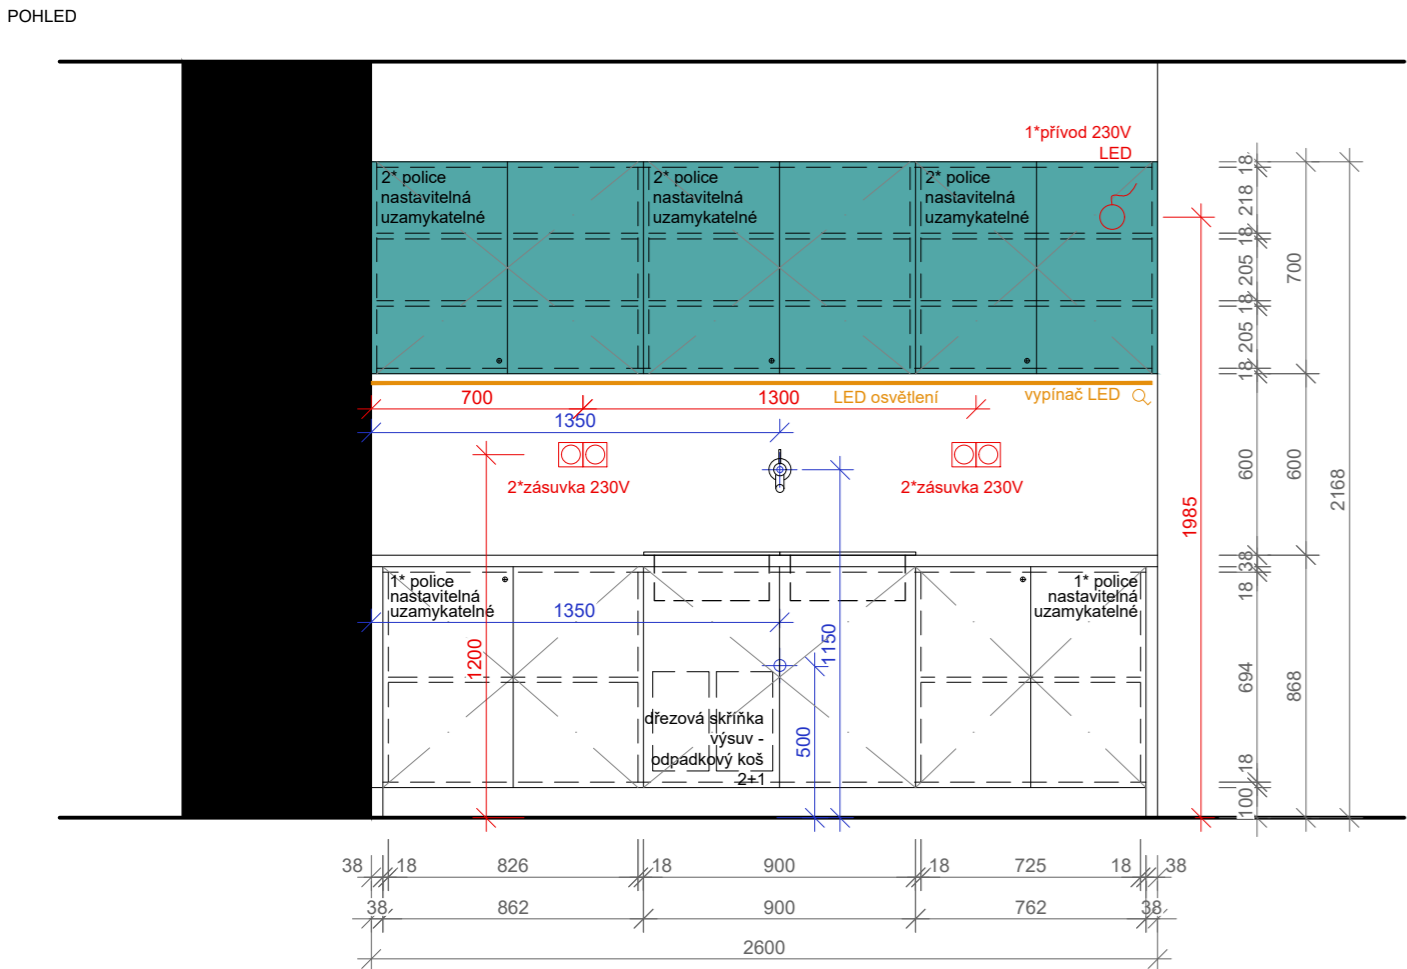 POHLED
1*přívod 230V
LED
2* police
nastavitelná
uzamykatelné
2* police
nastavitelná
uzamykatelné
2* police
nastavitelná
uzamykatelné
18
218
18
205
18
205
18
700
2168
1985
LED osvětlení
vypínač LED
700
1300
1350
2*zásuvka 230V
2*zásuvka 230V
600
600
1* police
nastavitelná
uzamykatelné
1* police
nastavitelná
uzamykatelné
1350
1200
1150
500
dřezová skříňka
výsuv -
odpadkový koš
2+1
38
18
694
18
100
868
38
18
826
18
900
18
725
18
38
38
862
900
762
38
2600